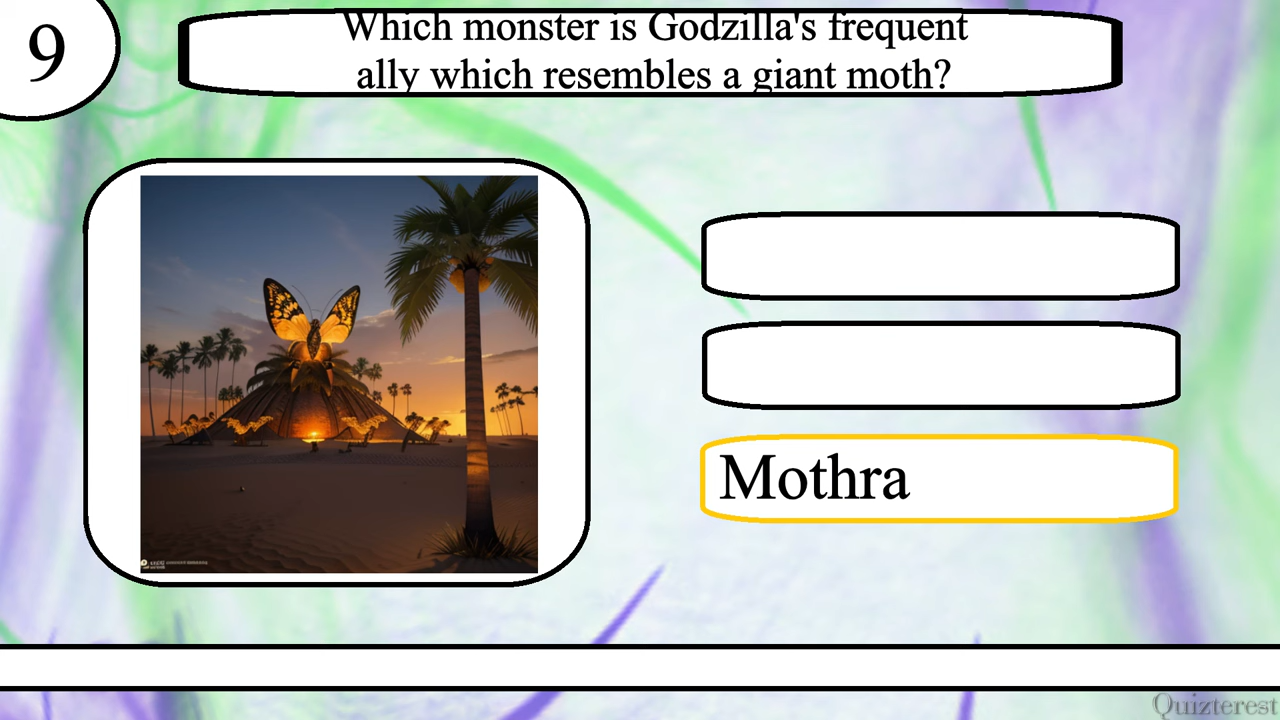 9
Which monster is Godzilla's frequent
ally which resembles a giant moth?
Mothra
Quizterest